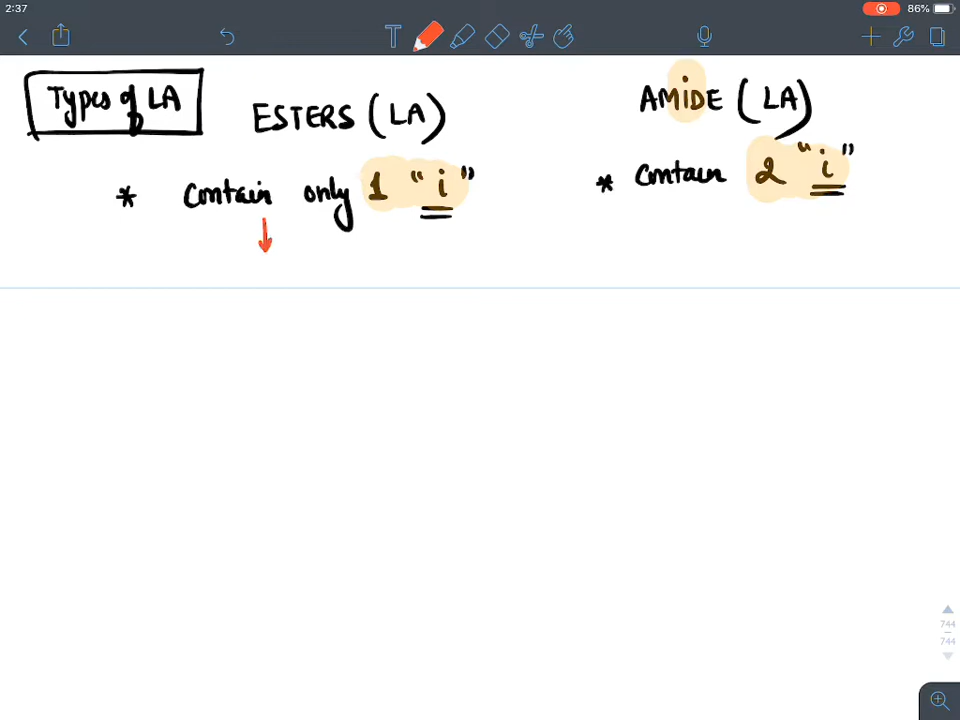 2:37
86%
T
Types of LA
ESTERS (LA)
AMIDE (LA)
* Contain only 1 "i"
* Contain 2 "i"
744
744